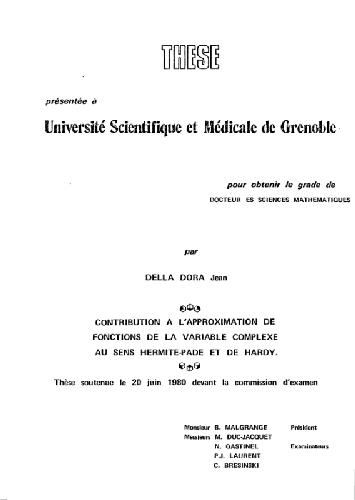 THESE
présentée à
Université Scientifique et Médicale de Grenoble
pour obtenir le grade de
DOCTEUR ES SCIENCES MATHEMATIQUES
par
DELLA DORA Jean
CONTRIBUTION A L'APPROXIMATION DE
FONCTIONS DE LA VARIABLE COMPLEXE
AU SENS HERMITE-PADE ET DE HARDY.
Thèse soutenue le 20 juin 1980 devant la commission d'examen
Monsieur B. MALGRANGE Président
Messieurs M. DUC-JACQUET
N. GASTINEL Examinateurs
P.J. LAURENT
C. BRESINSKI